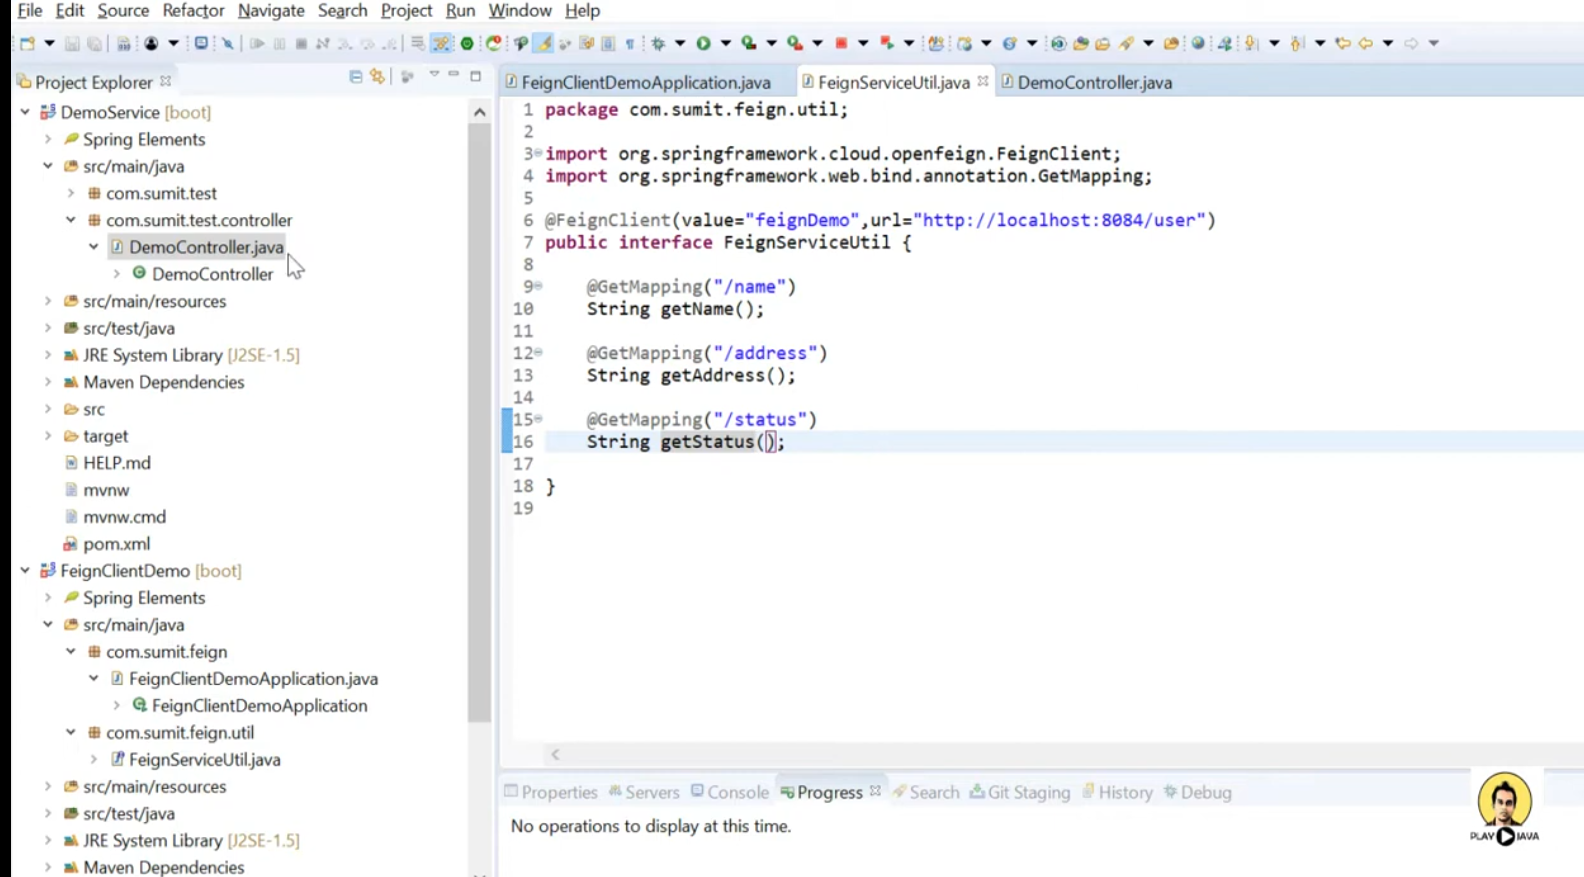 File Edit Source Refactor Navigate Search Project Run Window Help
Project Explorer
DemoService [boot]
Spring Elements
src/main/java
com.sumit.test
com.sumit.test.controller
DemoController.java
DemoController
src/main/resources
src/test/java
JRE System Library [J2SE-1.5]
Maven Dependencies
src
target
HELP.md
mvnw
mvnw.cmd
pom.xml
FeignClientDemo [boot]
Spring Elements
src/main/java
com.sumit.feign
FeignClientDemoApplication.java
FeignClientDemoApplication
com.sumit.feign.util
FeignServiceUtil.java
src/main/resources
src/test/java
JRE System Library [J2SE-1.5]
Maven Dependencies
FeignClientDemoApplication.java FeignServiceUtil.java DemoController.java
1 package com.sumit.feign.util;
2
3 import org.springframework.cloud.openfeign.FeignClient;
4 import org.springframework.web.bind.annotation.GetMapping;
5
6 @FeignClient(value="feignDemo",url="http://localhost:8084/user")
7 public interface FeignServiceUtil {
8
9 @GetMapping("/name")
10 String getName();
11
12 @GetMapping("/address")
13 String getAddress();
14
15 @GetMapping("/status")
16 String getStatus();
17
18 }
19
Properties Servers Console Progress Search Git Staging History Debug
No operations to display at this time.
PLAY JAVA